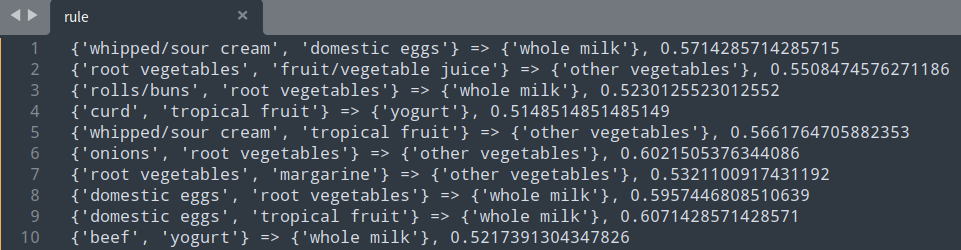 rule ×
1 {'whipped/sour cream', 'domestic eggs'} => {'whole milk'}, 0.5714285714285715
2 {'root vegetables', 'fruit/vegetable juice'} => {'other vegetables'}, 0.5508474576271186
3 {'rolls/buns', 'root vegetables'} => {'whole milk'}, 0.5230125523012552
4 {'curd', 'tropical fruit'} => {'yogurt'}, 0.5148514851485149
5 {'whipped/sour cream', 'tropical fruit'} => {'other vegetables'}, 0.5661764705882353
6 {'onions', 'root vegetables'} => {'other vegetables'}, 0.6021505376344086
7 {'root vegetables', 'margarine'} => {'other vegetables'}, 0.5321100917431192
8 {'domestic eggs', 'root vegetables'} => {'whole milk'}, 0.5957446808510639
9 {'domestic eggs', 'tropical fruit'} => {'whole milk'}, 0.6071428571428571
10 {'beef', 'yogurt'} => {'whole milk'}, 0.5217391304347826